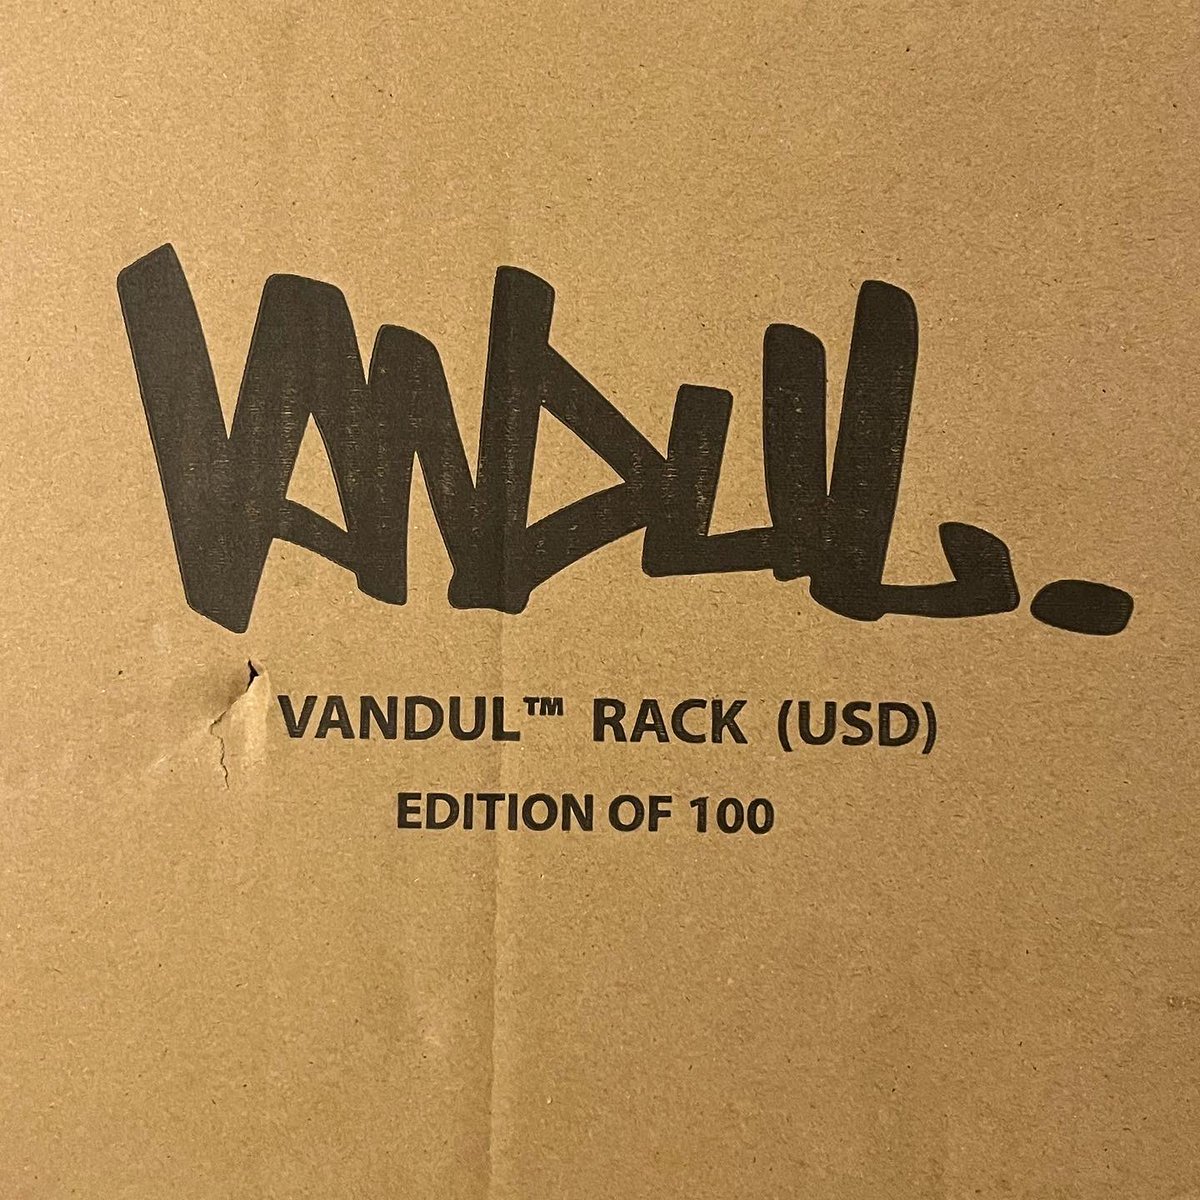 VANDUL.
VANDUL™ RACK (USD)
EDITION OF 100